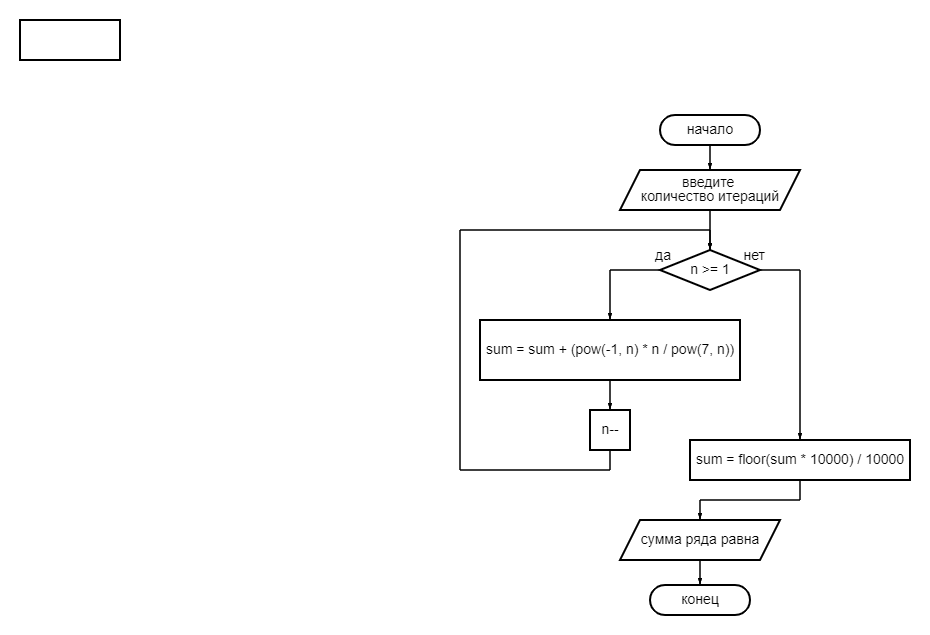 начало
введите
количество итераций
да
нет
n >= 1
sum = sum + (pow(-1, n) * n / pow(7, n))
n--
sum = floor(sum * 10000) / 10000
сумма ряда равна
конец